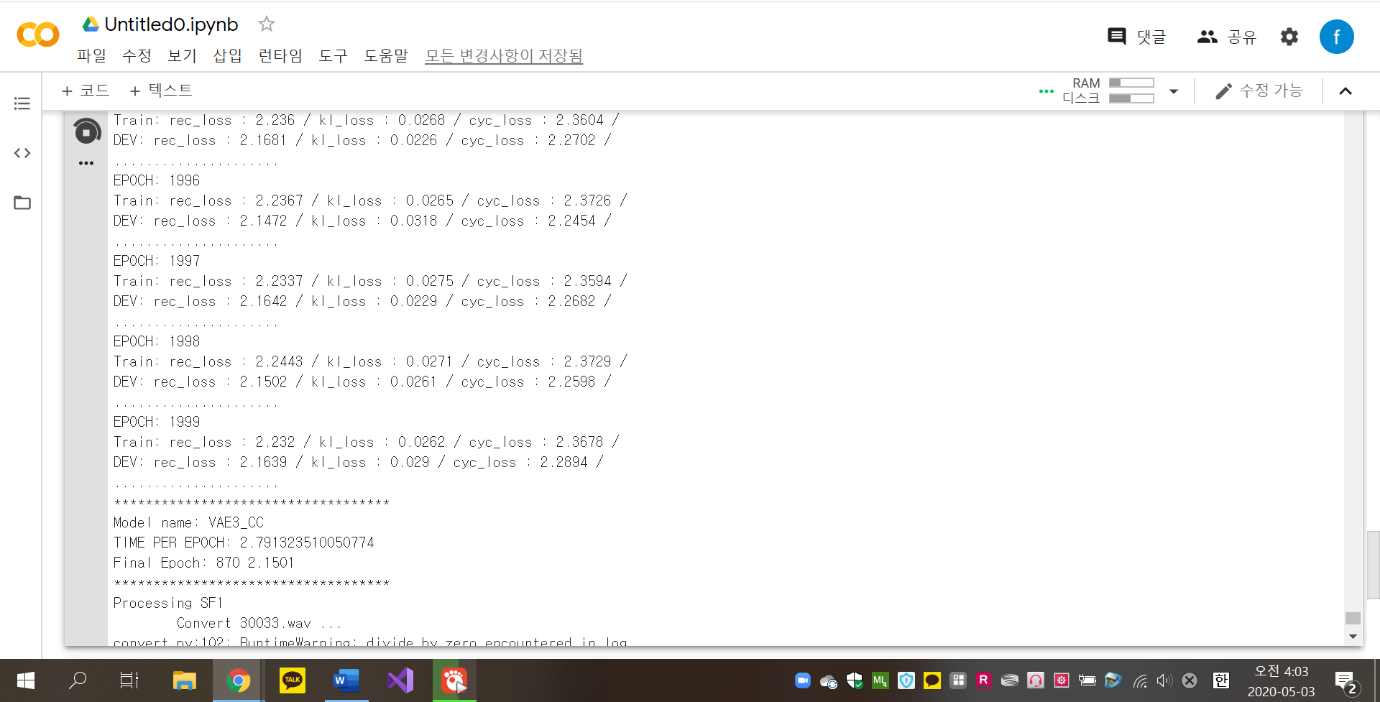 Untitled0.ipynb
파일 수정 보기 삽입 런타임 도구 도움말 모든 변경사항이 저장됨
댓글 공유 f
+ 코드 + 텍스트
RAM
디스크
수정 가능
Train: rec_loss : 2.236 / kl_loss : 0.0268 / cyc_loss : 2.3604 /
DEV: rec_loss : 2.1681 / kl_loss : 0.0226 / cyc_loss : 2.2702 /
.....................
EPOCH: 1996
Train: rec_loss : 2.2367 / kl_loss : 0.0265 / cyc_loss : 2.3726 /
DEV: rec_loss : 2.1472 / kl_loss : 0.0318 / cyc_loss : 2.2454 /
.....................
EPOCH: 1997
Train: rec_loss : 2.2337 / kl_loss : 0.0275 / cyc_loss : 2.3594 /
DEV: rec_loss : 2.1642 / kl_loss : 0.0229 / cyc_loss : 2.2682 /
.....................
EPOCH: 1998
Train: rec_loss : 2.2443 / kl_loss : 0.0271 / cyc_loss : 2.3729 /
DEV: rec_loss : 2.1502 / kl_loss : 0.0261 / cyc_loss : 2.2598 /
.....................
EPOCH: 1999
Train: rec_loss : 2.232 / kl_loss : 0.0262 / cyc_loss : 2.3678 /
DEV: rec_loss : 2.1639 / kl_loss : 0.029 / cyc_loss : 2.2894 /
.....................
***********************************
Model name: VAE3_CC
TIME PER EPOCH: 2.791323510050774
Final Epoch: 870 2.1501
***********************************
Processing SF1
Convert 30033.wav ...
convert.py:102: RuntimeWarning: divide by zero encountered in log
TALK
W
ML
R
한
오전 4:03
2020-05-03
2